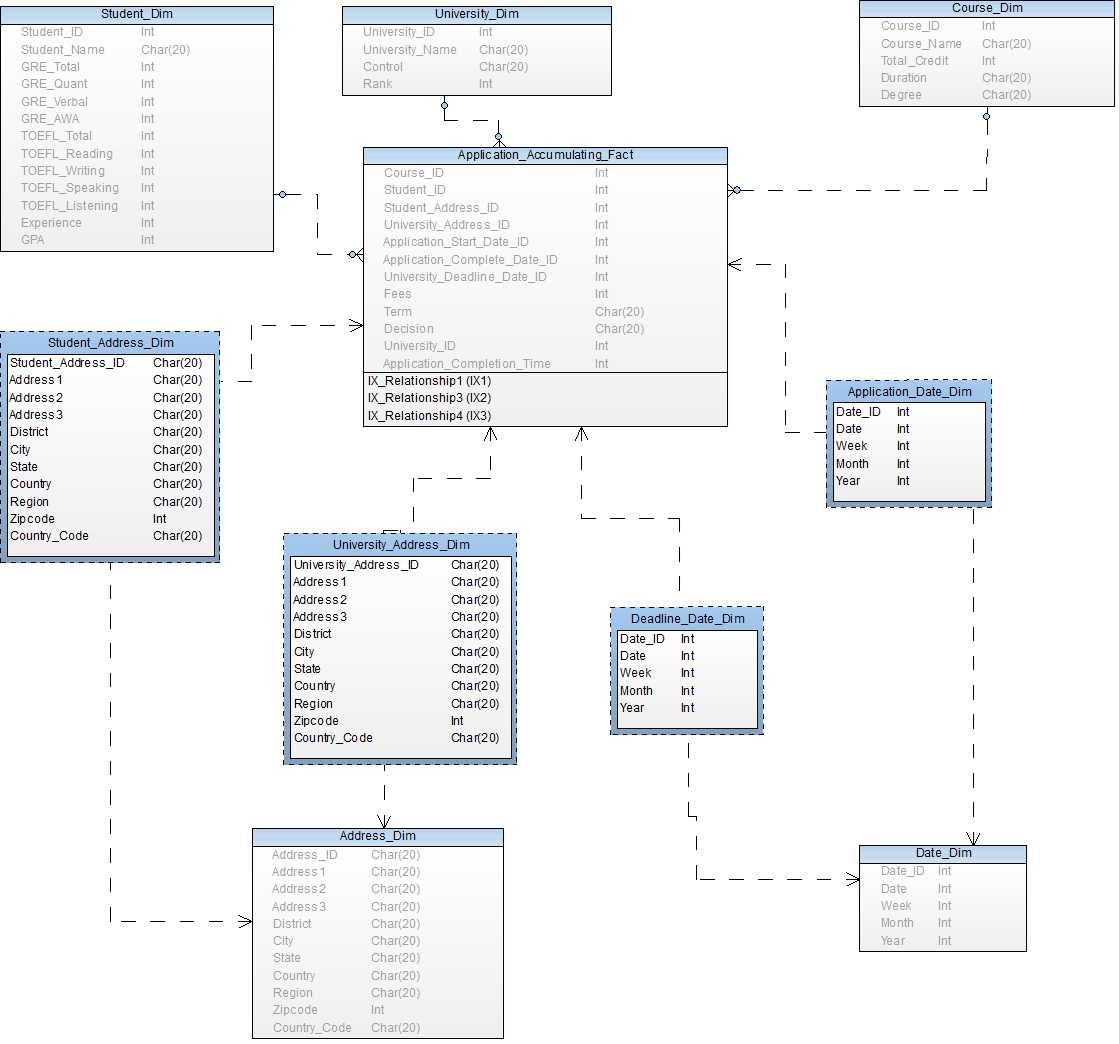 Student_Dim
Student_ID Int
Student_Name Char(20)
GRE_Total Int
GRE_Quant Int
GRE_Verbal Int
GRE_AWA Int
TOEFL_Total Int
TOEFL_Reading Int
TOEFL_Writing Int
TOEFL_Speaking Int
TOEFL_Listening Int
Experience Int
GPA Int
University_Dim
University_ID Int
University_Name Char(20)
Control Char(20)
Rank Int
Course_Dim
Course_ID Int
Course_Name Char(20)
Total_Credit Int
Duration Char(20)
Degree Char(20)
Application_Accumulating_Fact
Course_ID Int
Student_ID Int
Student_Address_ID Int
University_Address_ID Int
Application_Start_Date_ID Int
Application_Complete_Date_ID Int
University_Deadline_Date_ID Int
Fees Int
Term Char(20)
Decision Char(20)
University_ID Int
Application_Completion_Time Int
IX_Relationship1 (IX1)
IX_Relationship3 (IX2)
IX_Relationship4 (IX3)
Student_Address_Dim
Student_Address_ID Char(20)
Address1 Char(20)
Address2 Char(20)
Address3 Char(20)
District Char(20)
City Char(20)
State Char(20)
Country Char(20)
Region Char(20)
Zipcode Int
Country_Code Char(20)
Application_Date_Dim
Date_ID Int
Date Int
Week Int
Month Int
Year Int
University_Address_Dim
University_Address_ID Char(20)
Address1 Char(20)
Address2 Char(20)
Address3 Char(20)
District Char(20)
City Char(20)
State Char(20)
Country Char(20)
Region Char(20)
Zipcode Int
Country_Code Char(20)
Deadline_Date_Dim
Date_ID Int
Date Int
Week Int
Month Int
Year Int
Address_Dim
Address_ID Char(20)
Address1 Char(20)
Address2 Char(20)
Address3 Char(20)
District Char(20)
City Char(20)
State Char(20)
Country Char(20)
Region Char(20)
Zipcode Int
Country_Code Char(20)
Date_Dim
Date_ID Int
Date Int
Week Int
Month Int
Year Int